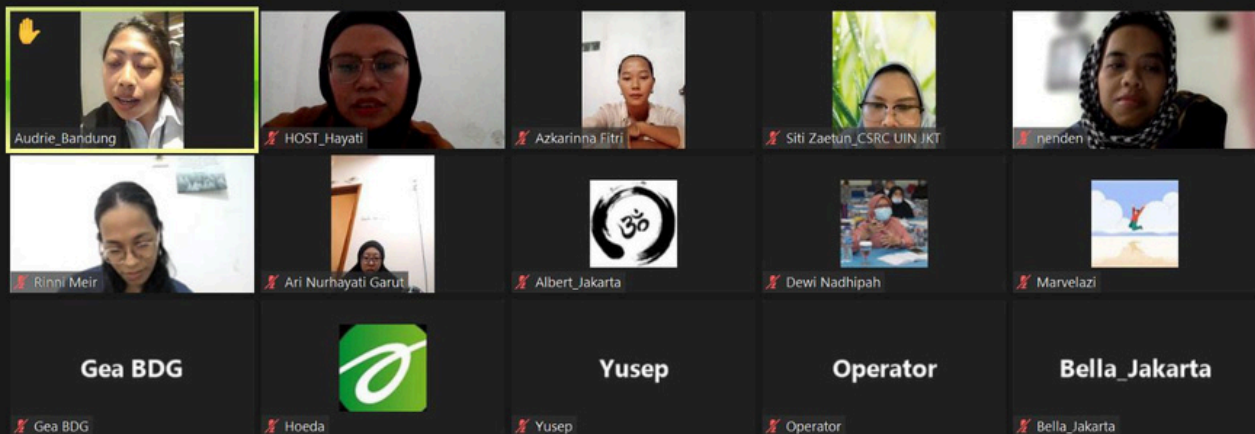 Audrie_Bandung
HOST_Hayati
Azkarinna Fitri
Siti Zaetun_CSRC UIN JKT
nenden
Rinni Meir
Ari Nurhayati Garut
ॐ
Albert_Jakarta
Dewi Nadhipah
Marvelazi
Gea BDG
Yusep
Operator
Bella_Jakarta
Gea BDG
Hoeda
Yusep
Operator
Bella_Jakarta